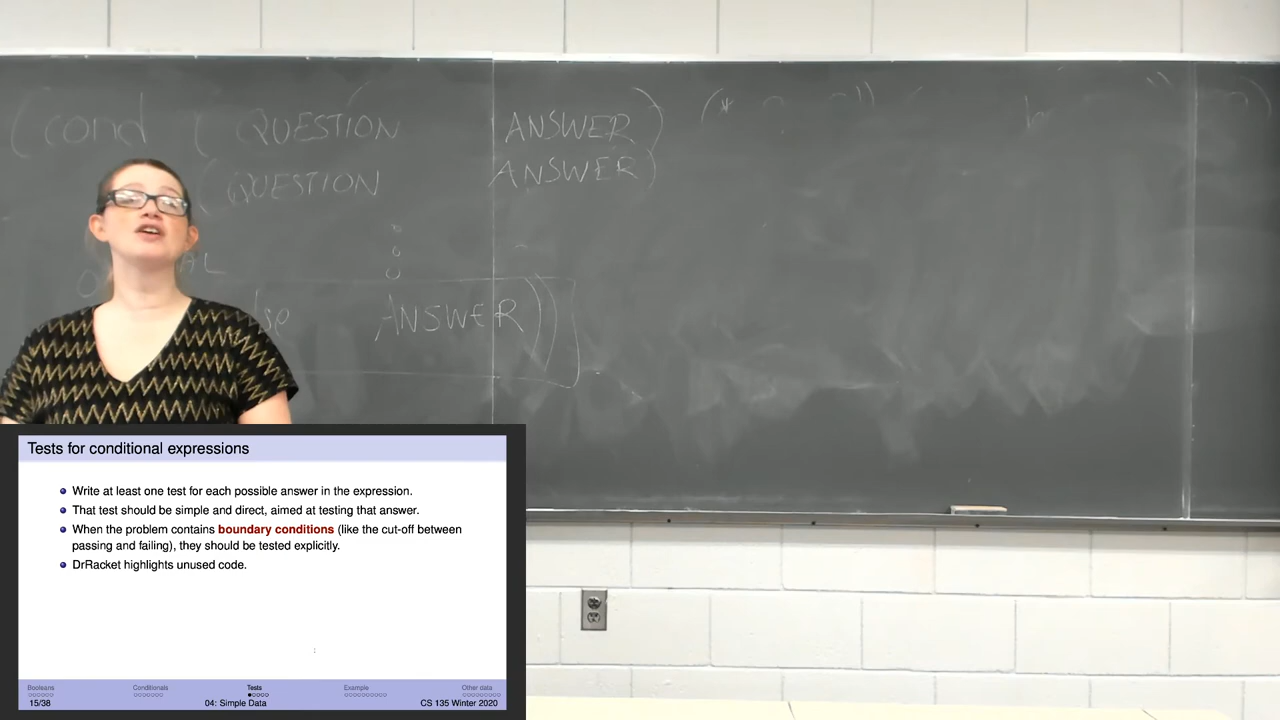 (cond ( QUESTION ANSWER) (*
(QUESTION ANSWER)
ANSWER))
Tests for conditional expressions
Write at least one test for each possible answer in the expression.
That test should be simple and direct, aimed at testing that answer.
When the problem contains boundary conditions (like the cut-off between
passing and failing), they should be tested explicitly.
DrRacket highlights unused code.
Booleans Conditionals Tests Example Other data
15/38 04: Simple Data CS 135 Winter 2020